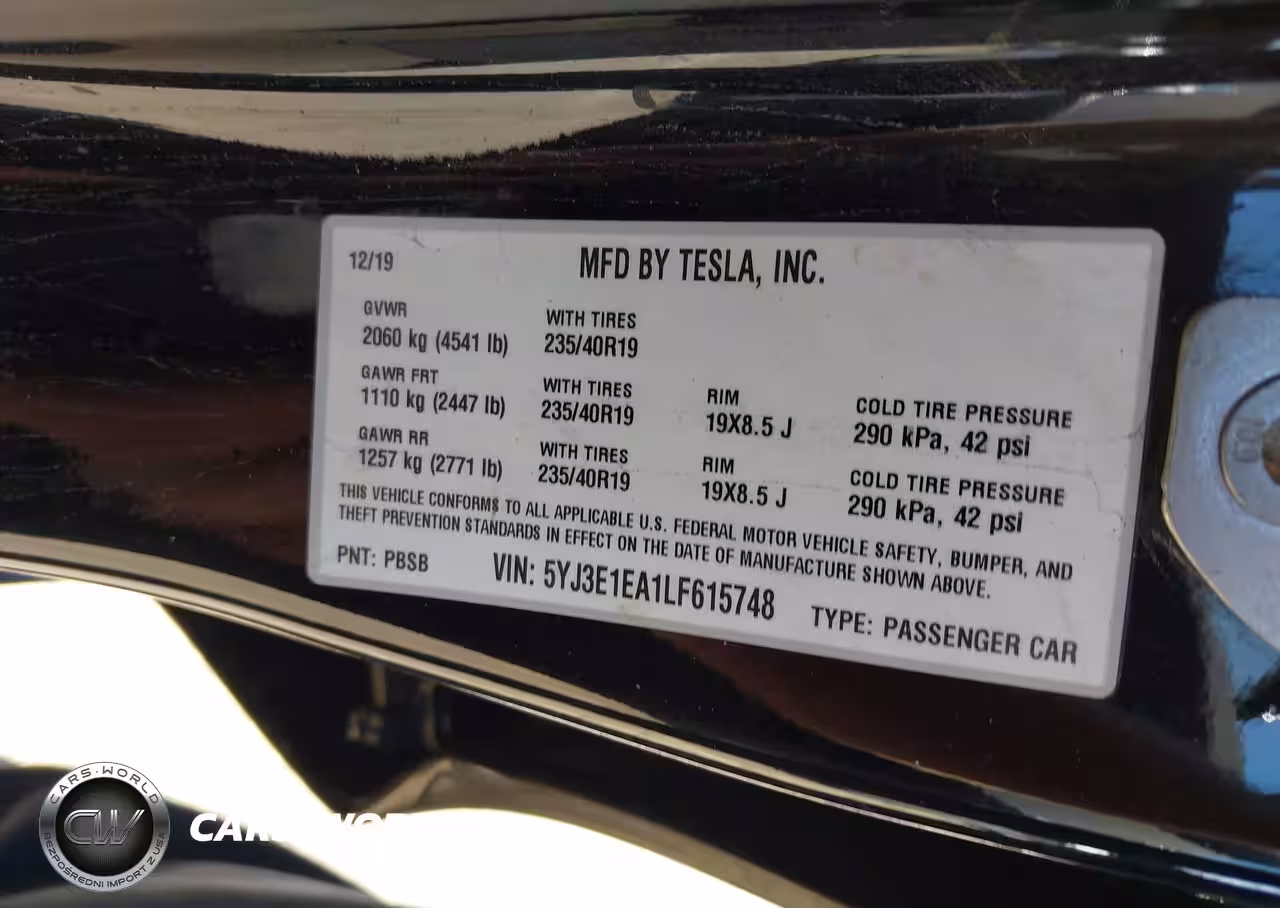 12/19
MFD BY TESLA, INC.
GVWR
2060 kg (4541 lb)
WITH TIRES
235/40R19
GAWR FRT
1110 kg (2447 lb)
WITH TIRES
235/40R19
RIM
19X8.5 J
COLD TIRE PRESSURE
290 kPa, 42 psi
GAWR RR
1257 kg (2771 lb)
WITH TIRES
235/40R19
RIM
19X8.5 J
COLD TIRE PRESSURE
290 kPa, 42 psi
THIS VEHICLE CONFORMS TO ALL APPLICABLE U.S. FEDERAL MOTOR VEHICLE SAFETY, BUMPER, AND
THEFT PREVENTION STANDARDS IN EFFECT ON THE DATE OF MANUFACTURE SHOWN ABOVE.
PNT: PBSB
VIN: 5YJ3E1EA1LF615748
TYPE: PASSENGER CAR
CARS-WORLD
CW
BEZPOŚREDNI IMPORT Z USA